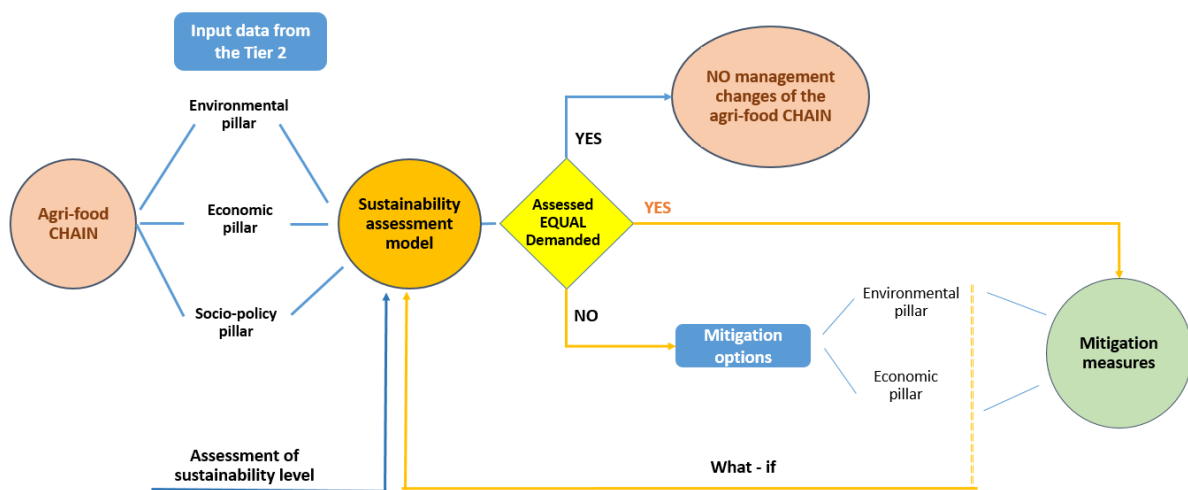 Input data from
the Tier 2
Environmental
pillar
Agri-food
CHAIN
Economic
pillar
Socio-policy
pillar
Sustainability
assessment
model
Assessed
EQUAL
Demanded
YES
NO management
changes of the
agri-food CHAIN
YES
NO
Mitigation
options
Environmental
pillar
Economic
pillar
Mitigation
measures
Assessment of
sustainability level
What - if